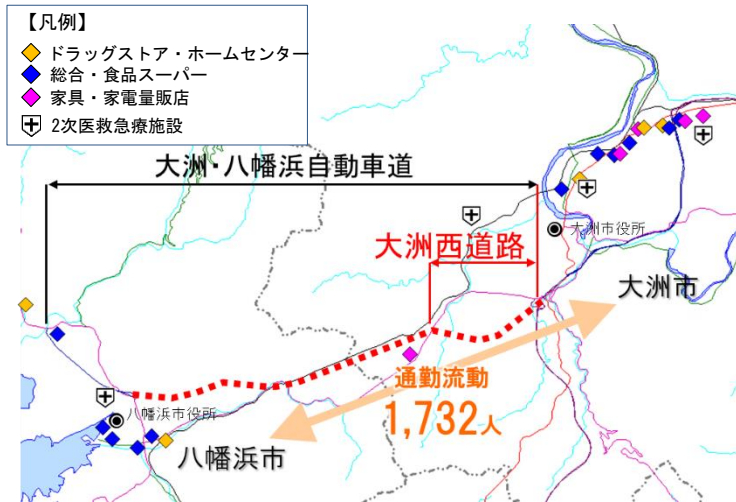 【凡例】
ドラッグストア・ホームセンター
総合・食品スーパー
家具・家電量販店
2次医救急療施設
大洲・八幡浜自動車道
大洲西道路
大洲市役所
大洲市
通勤流動
1,732人
八幡浜市役所
八幡浜市